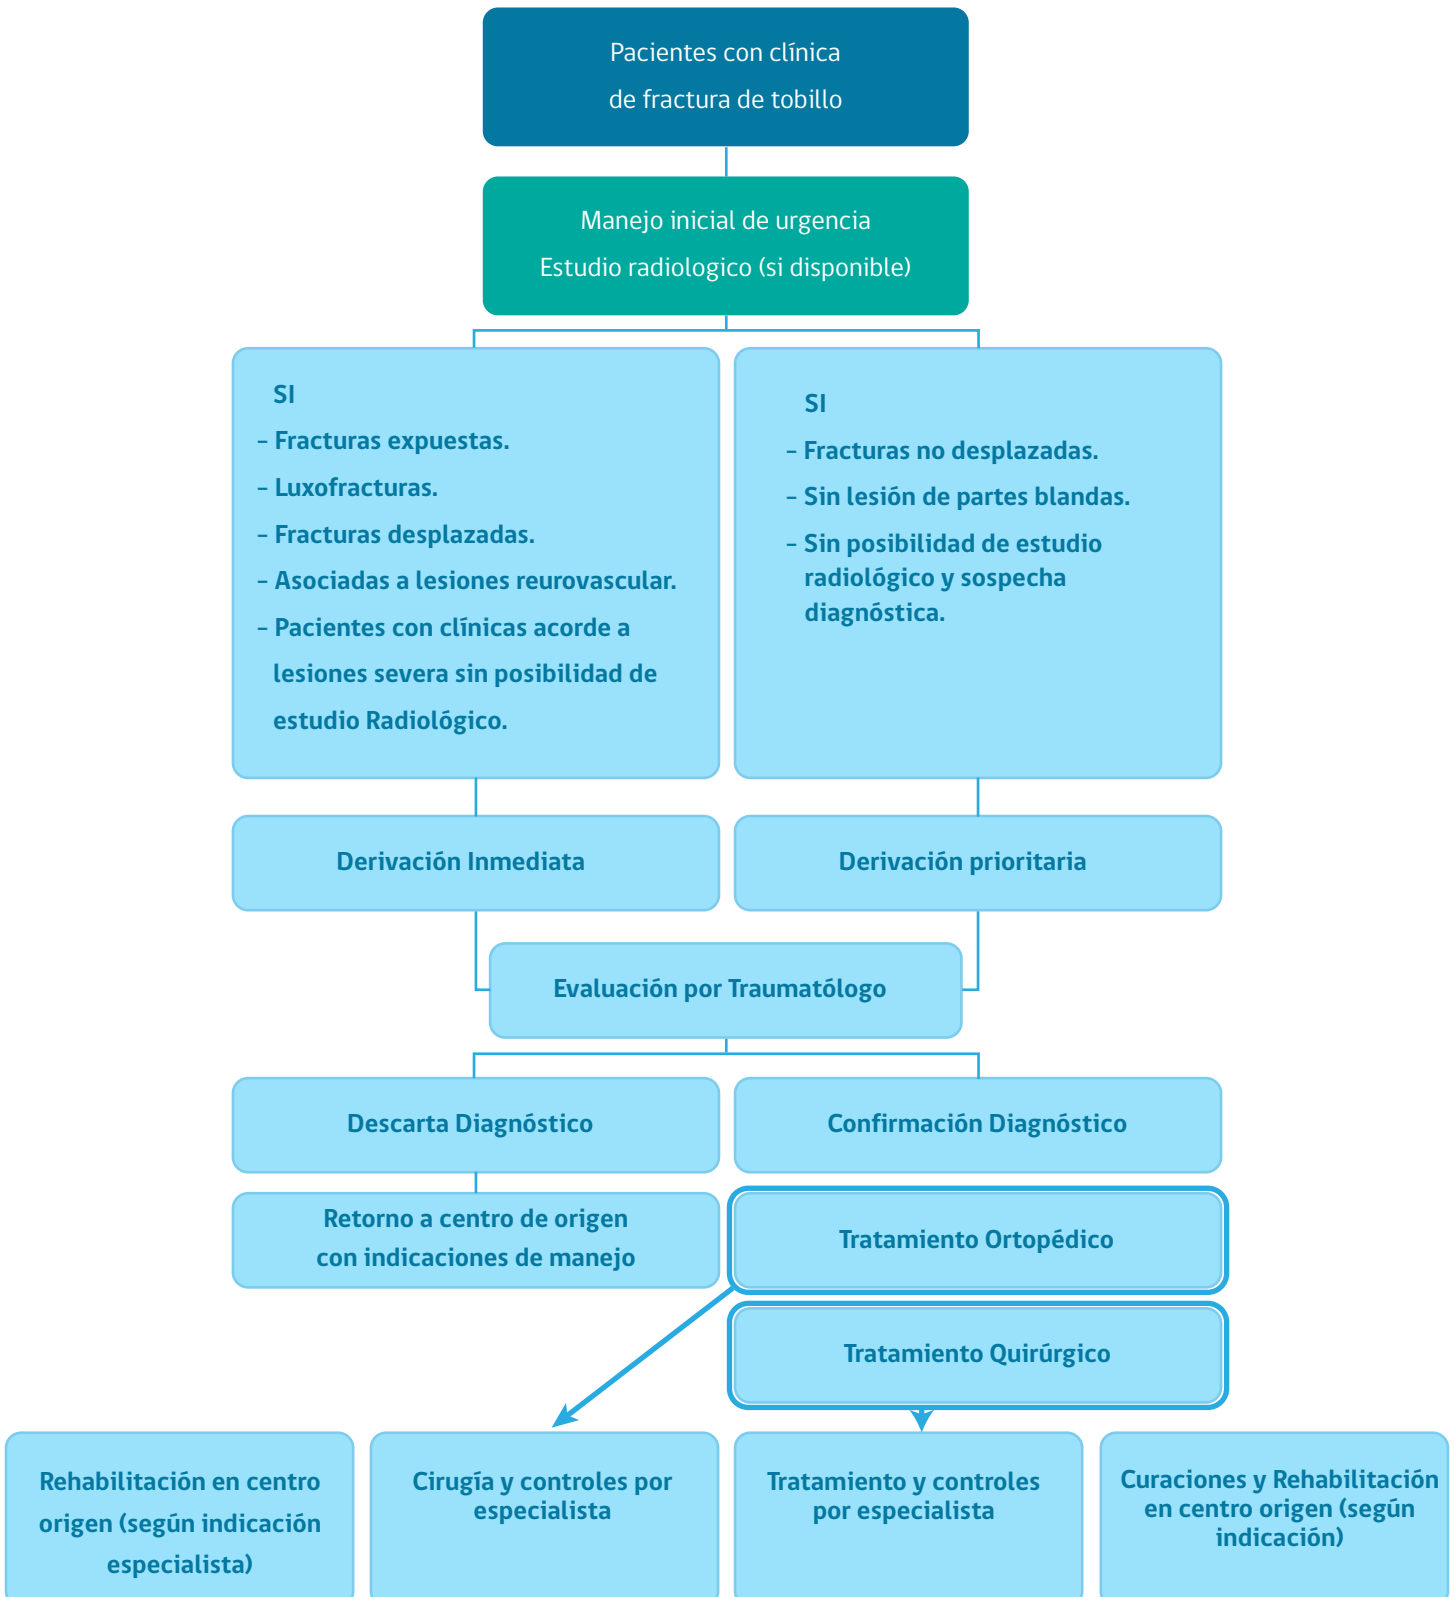 Pacientes con clínica
de fractura de tobillo
Manejo inicial de urgencia
Estudio radiologico (si disponible)
SI
– Fracturas expuestas.
– Luxofracturas.
– Fracturas desplazadas.
– Asociadas a lesiones reurovascular.
– Pacientes con clínicas acorde a
lesiones severa sin posibilidad de
estudio Radiológico.
SI
– Fracturas no desplazadas.
– Sin lesión de partes blandas.
– Sin posibilidad de estudio
radiológico y sospecha
diagnóstica.
Derivación Inmediata
Derivación prioritaria
Evaluación por Traumatólogo
Descarta Diagnóstico
Confirmación Diagnóstico
Retorno a centro de origen
con indicaciones de manejo
Tratamiento Ortopédico
Tratamiento Quirúrgico
Rehabilitación en centro
origen (según indicación
especialista)
Cirugía y controles por
especialista
Tratamiento y controles
por especialista
Curaciones y Rehabilitación
en centro origen (según
indicación)